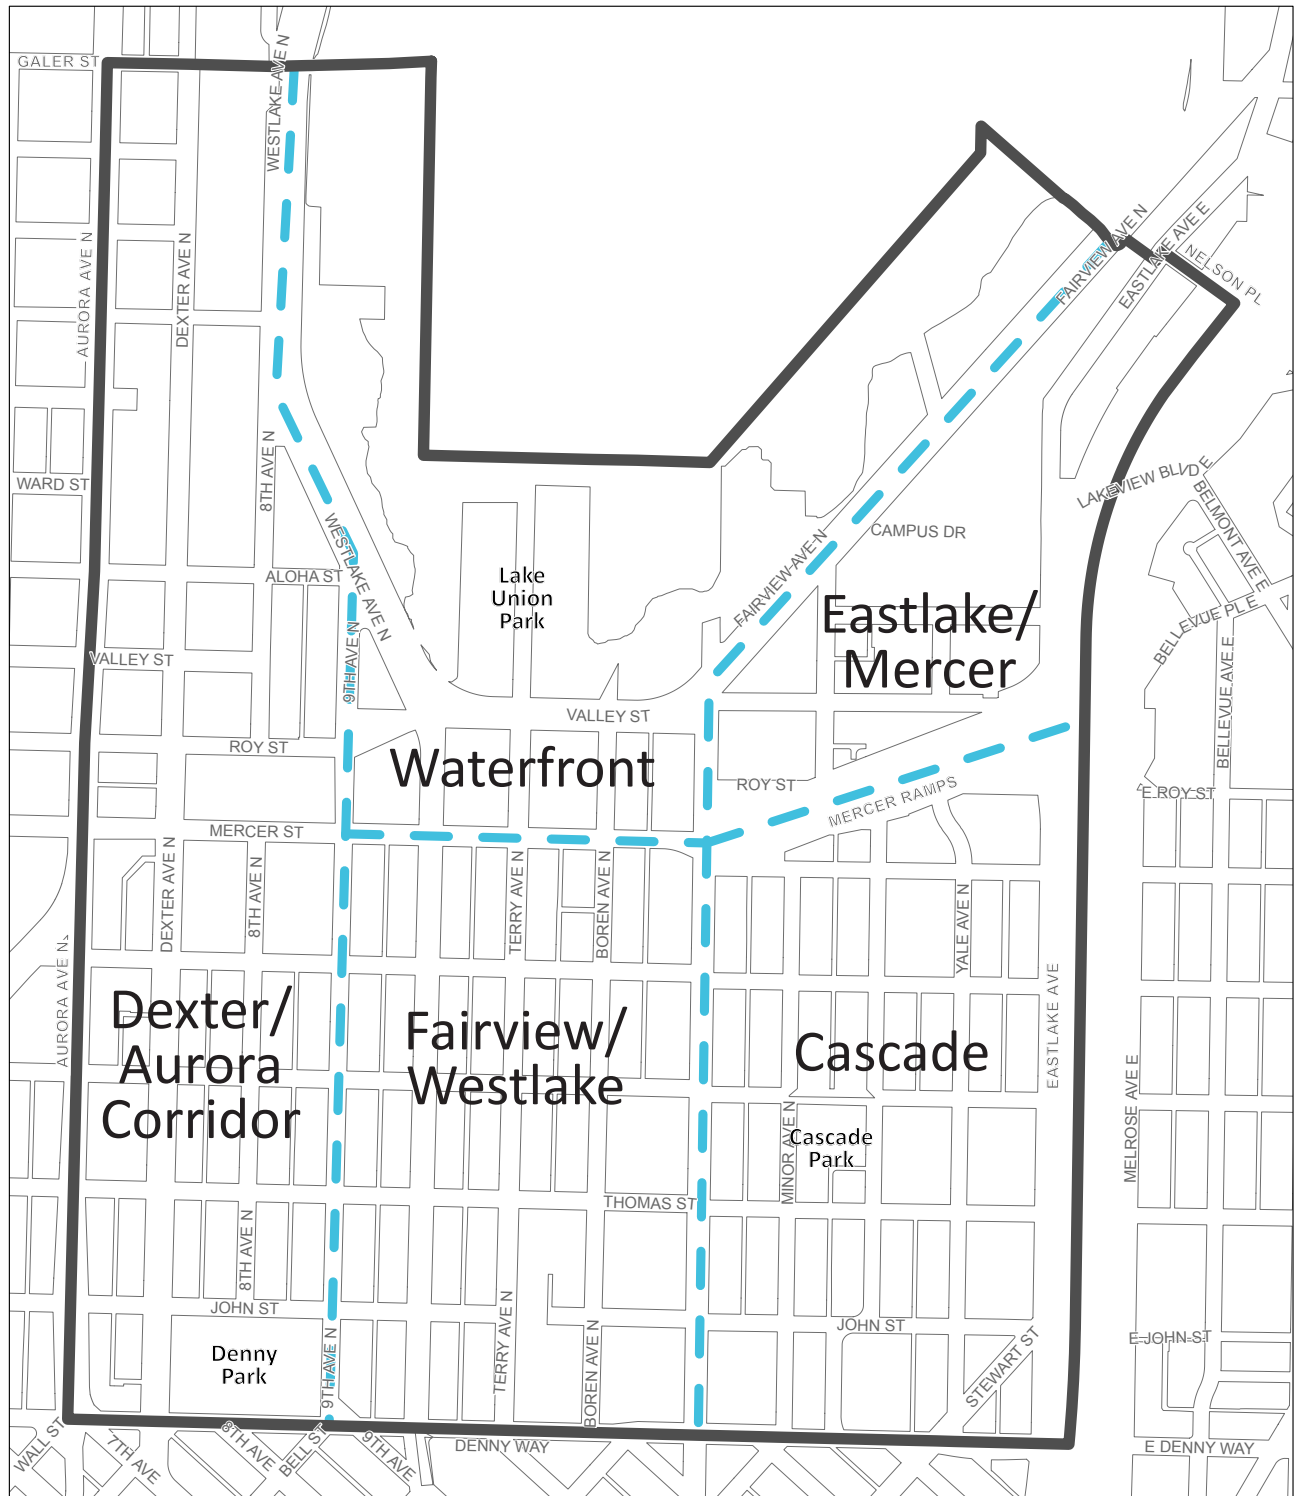 GALER ST
WESTLAKE AVE N
AURORA AVE N
DEXTER AVE N
FAIRVIEW AVE N
EASTLAKE AVE E
NELSON PL
8TH AVE N
WARD ST
LAKEVIEW BLVD E
BELMONT AVE E
CAMPUS DR
WESTLAKE AVE N
FAIRVIEW AVE N
ALOHA ST
Lake
Union
Park
Eastlake/
Mercer
BELLEVUE PL E
9TH AVE N
VALLEY ST
BELLEVUE AVE E
VALLEY ST
ROY ST
Waterfront
ROY ST
MERCER RAMPS
E ROY ST
MERCER ST
DEXTER AVE N
8TH AVE N
TERRY AVE N
BOREN AVE N
YALE AVE N
AURORA AVE N
EASTLAKE AVE
Dexter/
Aurora
Corridor
Fairview/
Westlake
Cascade
MELROSE AVE E
MINOR AVE N
Cascade
Park
THOMAS ST
8TH AVE N
JOHN ST
TERRY AVE N
BOREN AVE N
JOHN ST
STEWART ST
E JOHN ST
Denny
Park
9TH AVE N
WALL ST
7TH AVE
8TH AVE
BELL ST
9TH AVE
DENNY WAY
E DENNY WAY